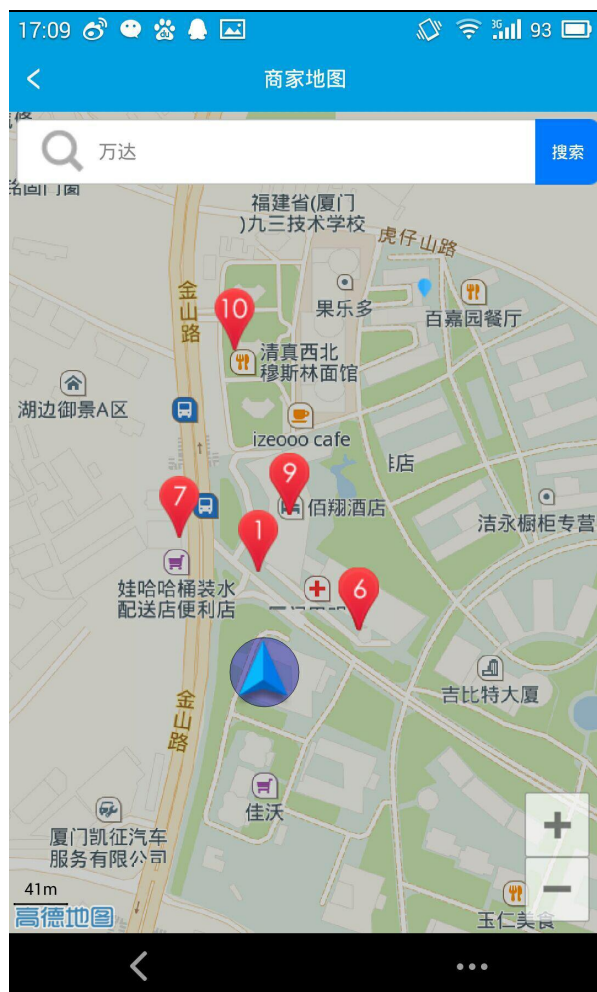 17:09
3G
93
商家地图
万达
搜索
铭固门窗
福建省(厦门
)九三技术学校
虎仔山路
金山路
10
果乐多
百嘉园餐厅
清真西北
穆斯林面馆
湖边御景A区
izeooo cafe
店
9
7
佰翔酒店
洁永橱柜专营
1
娃哈哈桶装水
配送店便利店
6
吉比特大厦
金山路
佳沃
厦门凯征汽车
服务有限公司
41m
高德地图
玉仁美食